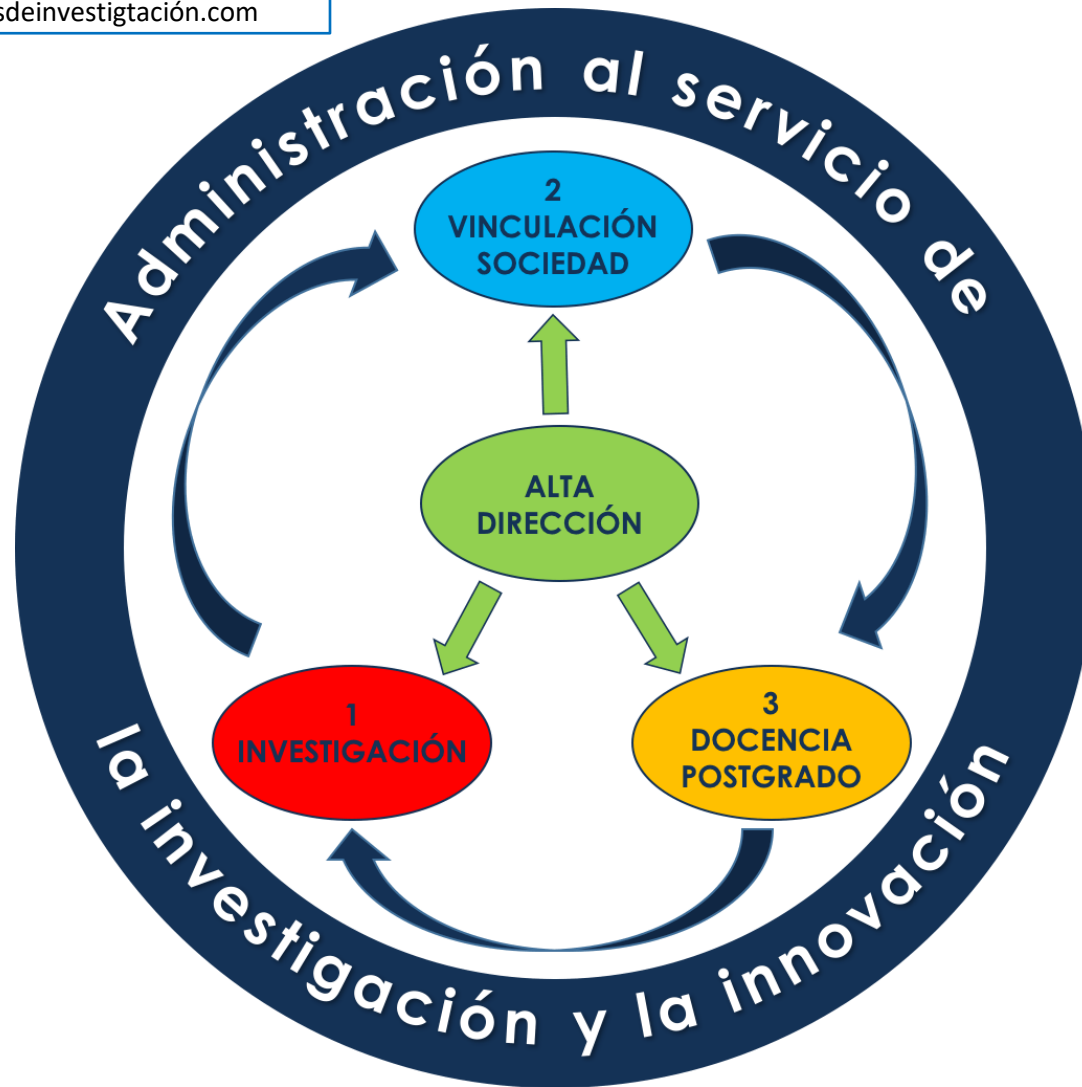 sdeinvestigtación.com
Administración al servicio de
2
VINCULACIÓN
SOCIEDAD
ALTA
DIRECCIÓN
1
INVESTIGACIÓN
3
DOCENCIA
POSTGRADO
la investigación y la innovación